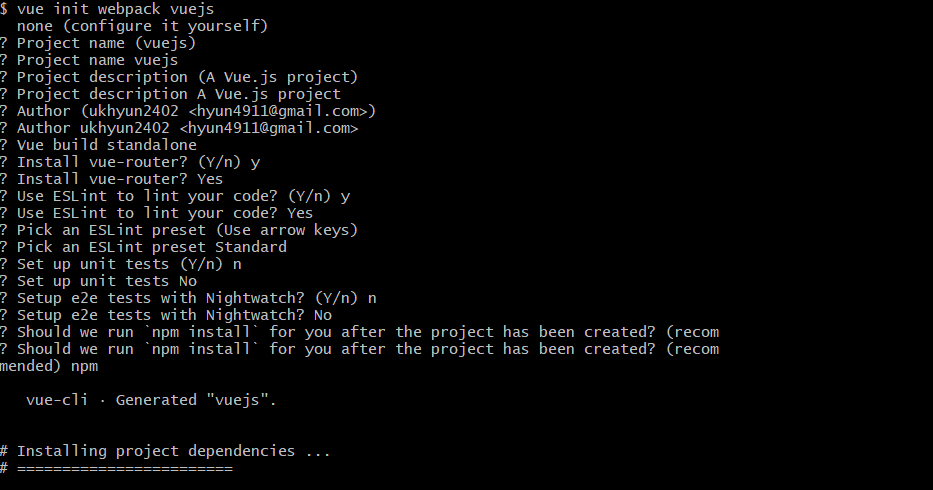 $ vue init webpack vuejs
  none (configure it yourself)
? Project name (vuejs)
? Project name vuejs
? Project description (A Vue.js project)
? Project description A Vue.js project
? Author (ukhyun2402 <hyun4911@gmail.com>)
? Author ukhyun2402 <hyun4911@gmail.com>
? Vue build standalone
? Install vue-router? (Y/n) y
? Install vue-router? Yes
? Use ESLint to lint your code? (Y/n) y
? Use ESLint to lint your code? Yes
? Pick an ESLint preset (Use arrow keys)
? Pick an ESLint preset Standard
? Set up unit tests (Y/n) n
? Set up unit tests No
? Setup e2e tests with Nightwatch? (Y/n) n
? Setup e2e tests with Nightwatch? No
? Should we run `npm install` for you after the project has been created? (recom
? Should we run `npm install` for you after the project has been created? (recom
mended) npm
   vue-cli · Generated "vuejs".
# Installing project dependencies ...
# ========================